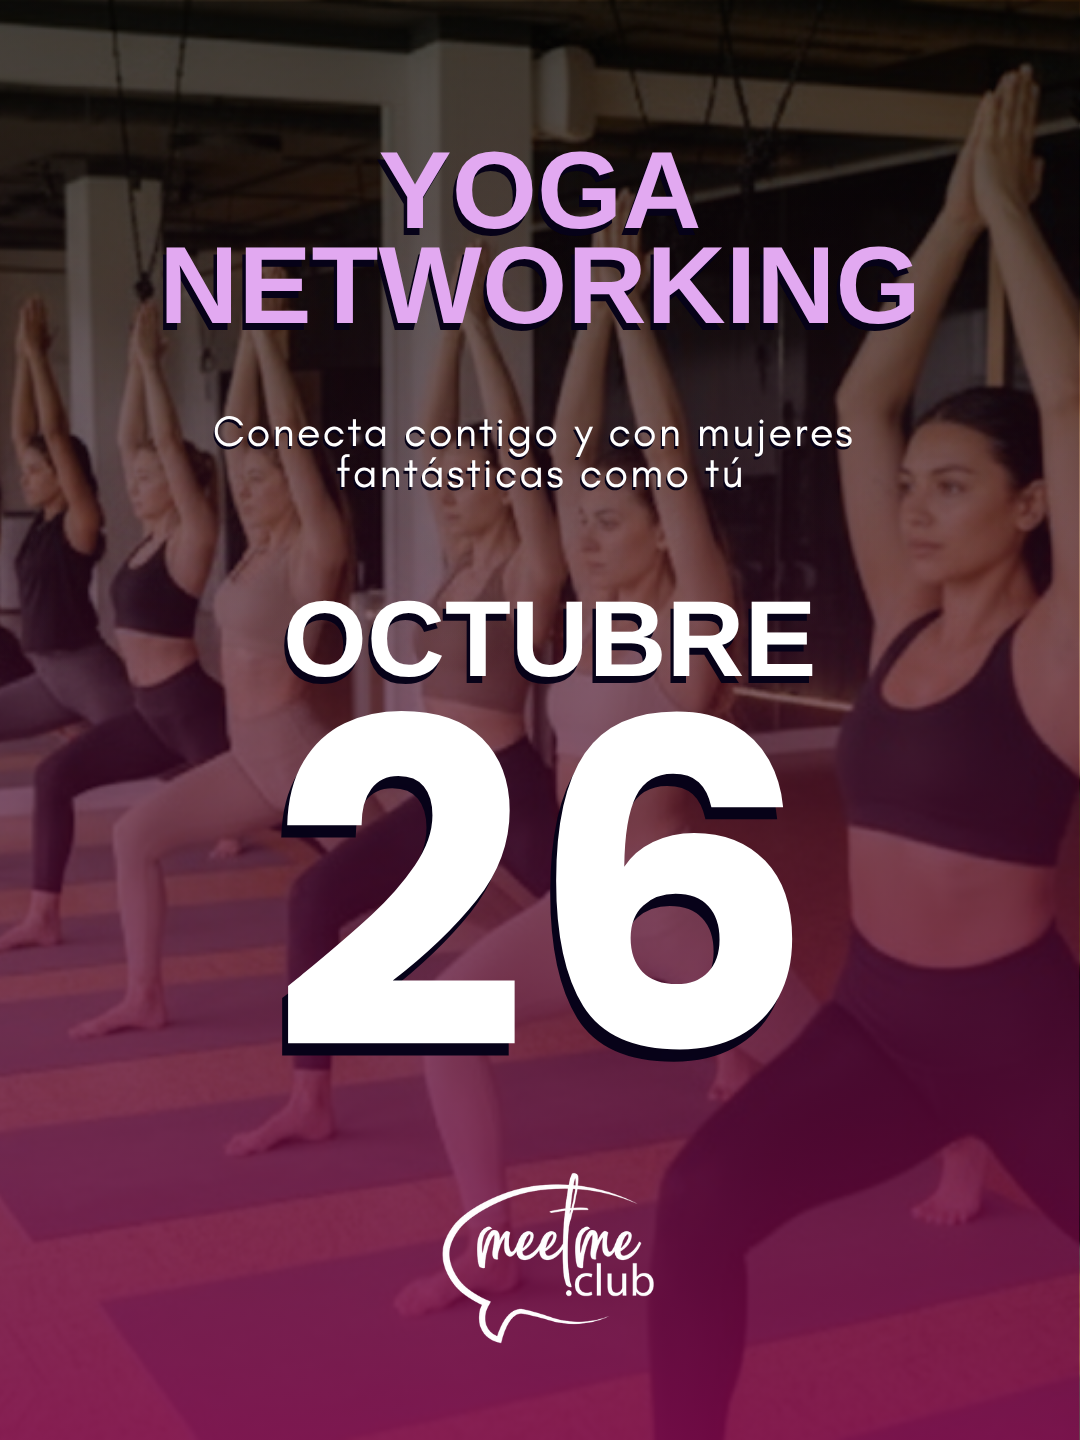 YOGA
NETWORKING
Conecta contigo y con mujeres
fantásticas como tú
OCTUBRE
26
meetme
.club